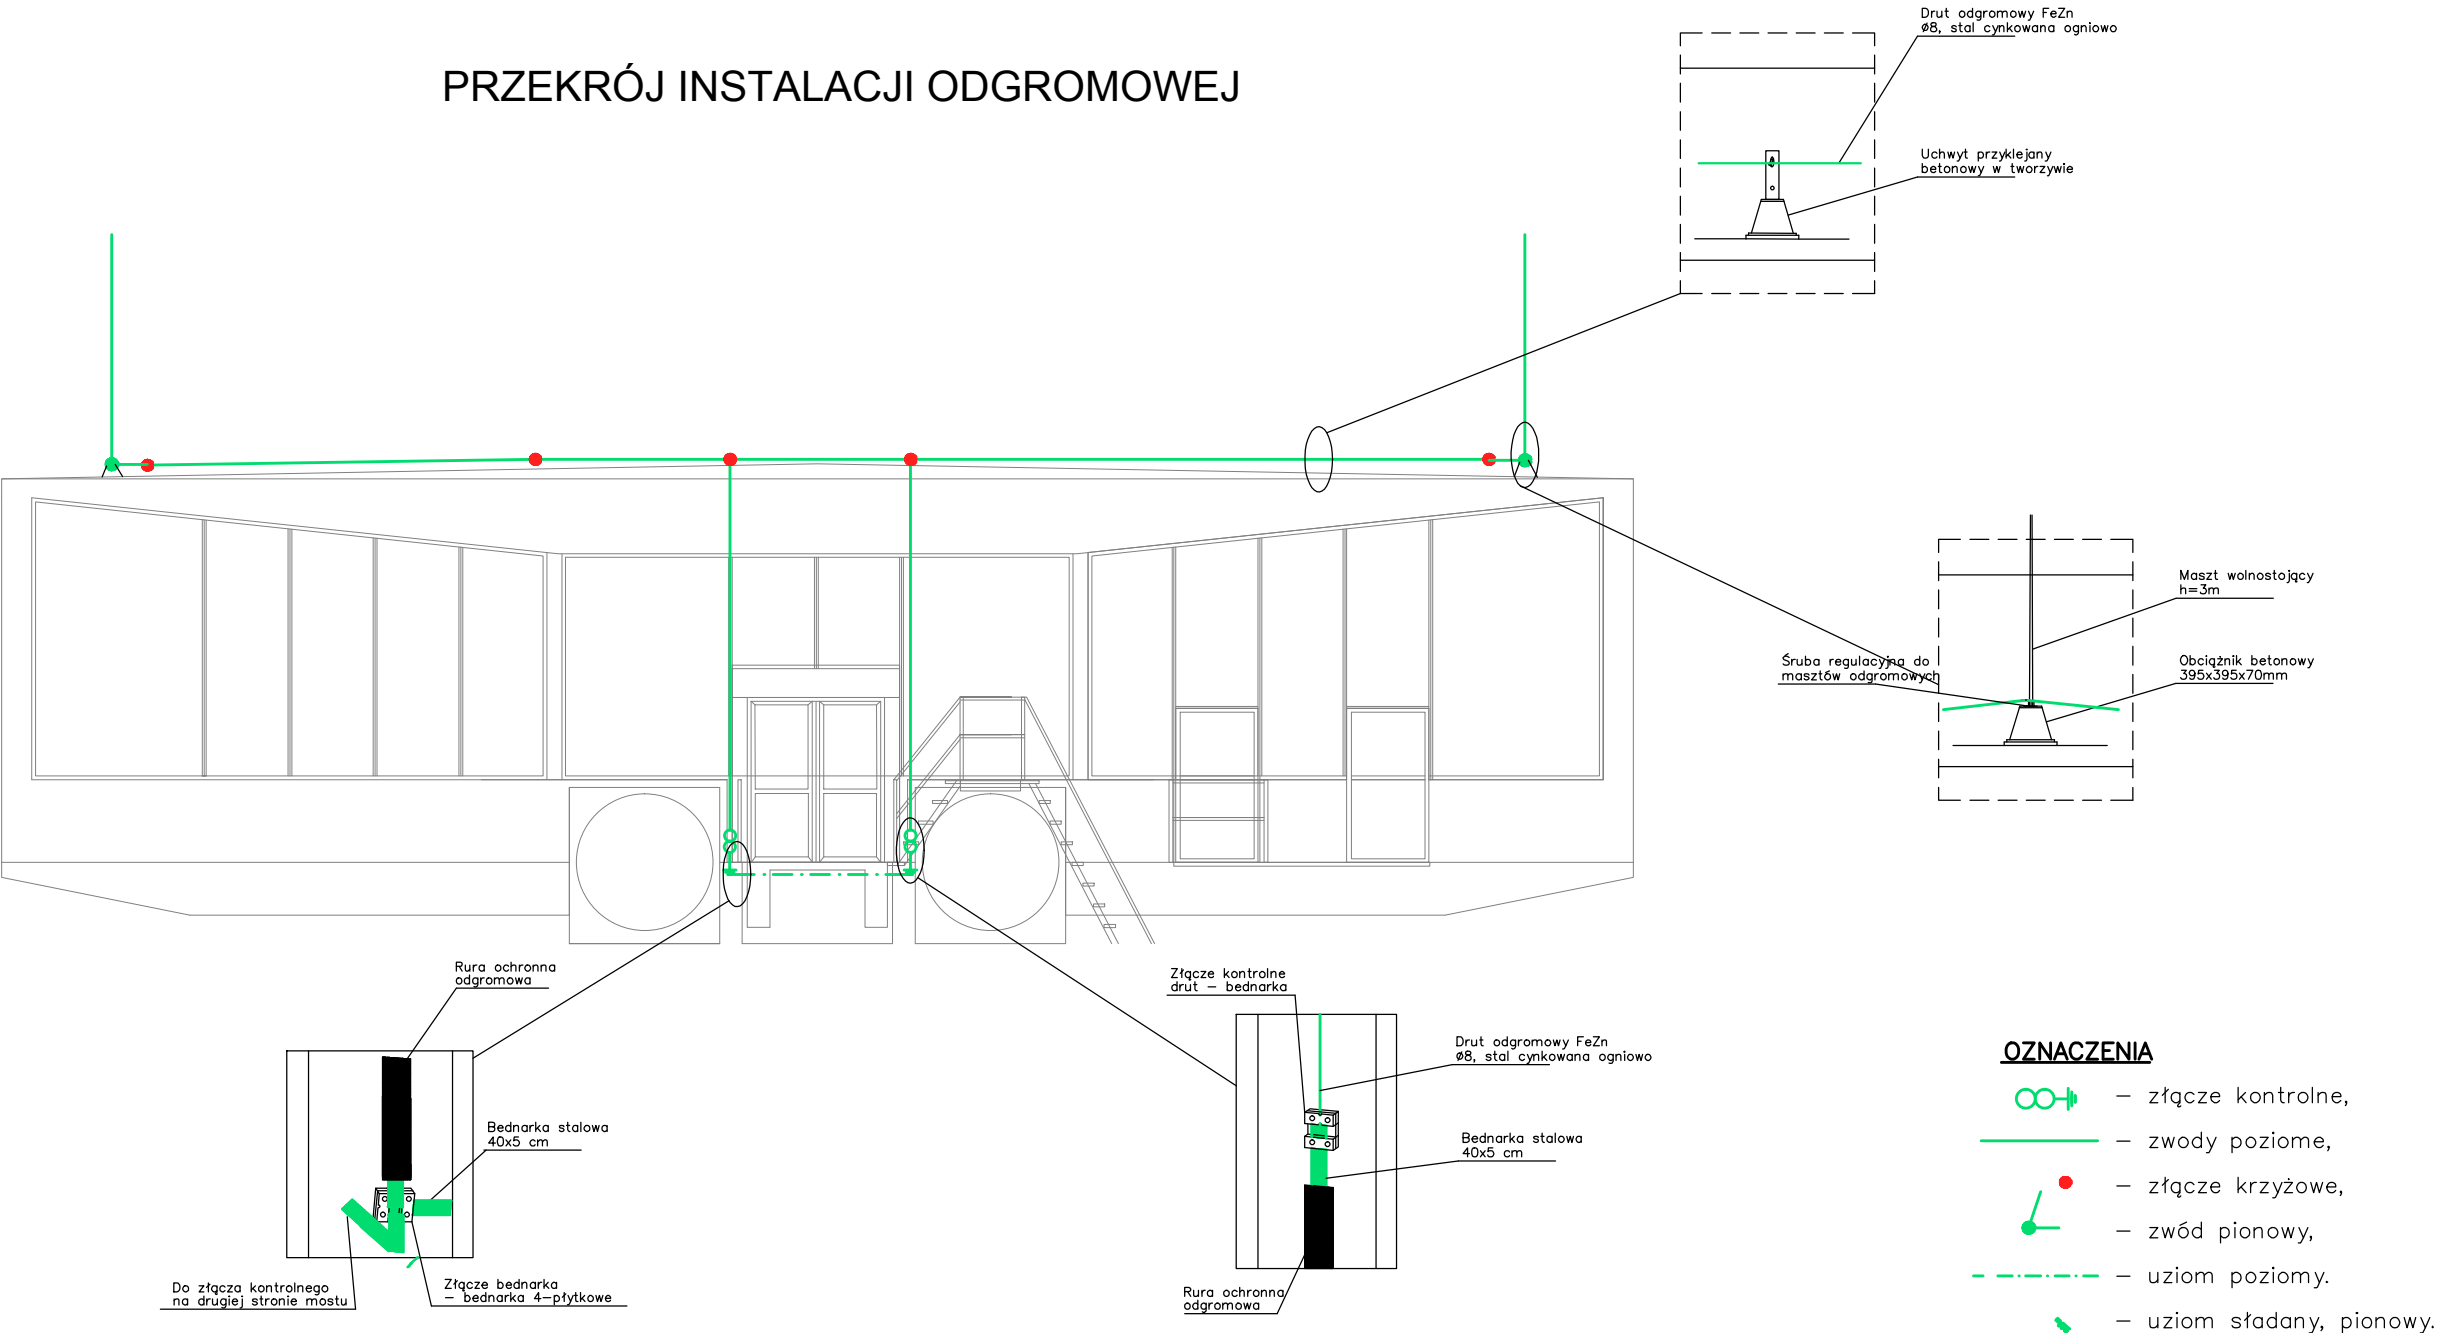 PRZEKRÓJ INSTALACJI ODGROMOWEJ
Drut odgromowy FeZn
ø8, stal cynkowana ogniowo
Uchwyt przyklejany
betonowy w tworzywie
Maszt wolnostojący
h=3m
Śruba regulacyjna do
masztów odgromowych
Obciążnik betonowy
395x395x70mm
Rura ochronna
odgromowa
Bednarka stalowa
40x5 cm
Do złącza kontrolnego
na drugiej stronie mostu
Złącze bednarka
– bednarka 4–płytkowe
Złącze kontrolne
drut – bednarka
Drut odgromowy FeZn
ø8, stal cynkowana ogniowo
Bednarka stalowa
40x5 cm
Rura ochronna
odgromowa
OZNACZENIA
– złącze kontrolne,
– zwody poziome,
– złącze krzyżowe,
– zwód pionowy,
– uziom poziomy.
– uziom sładany, pionowy.